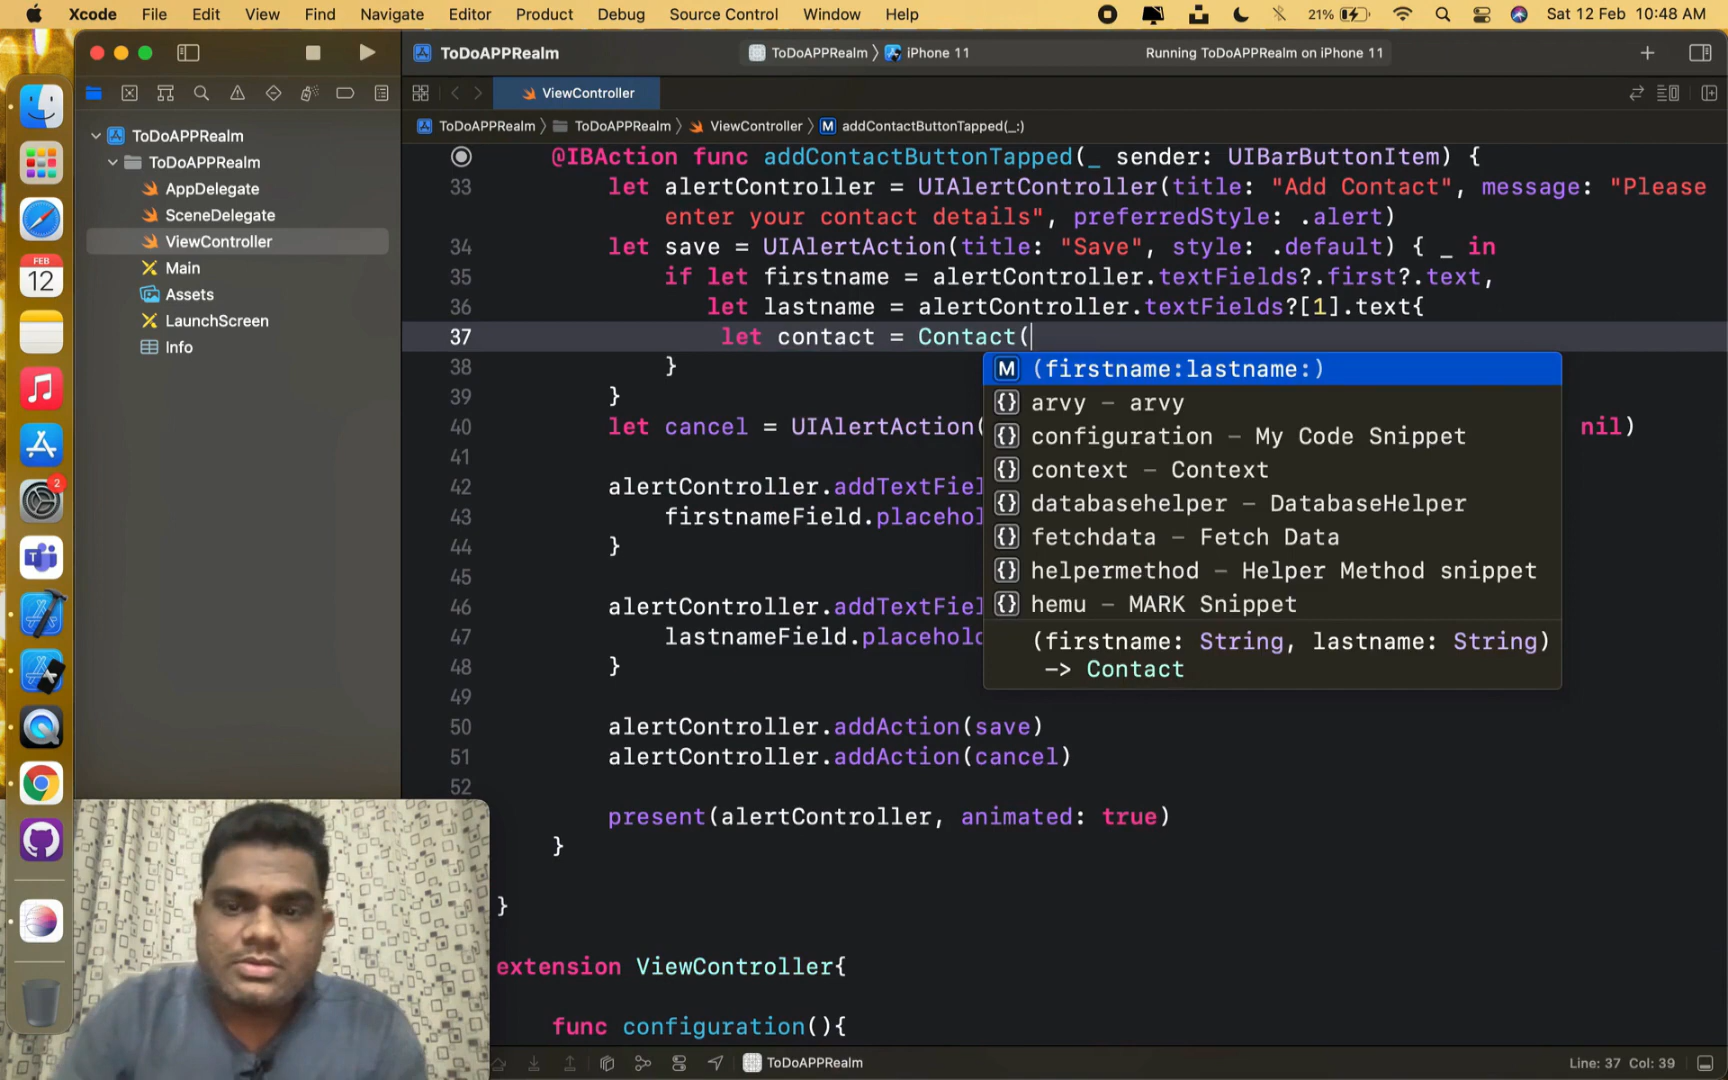 Xcode File Edit View Find Navigate Editor Product Debug Source Control Window Help 21% Sat 12 Feb 10:48 AM
ToDoAPPRealm ToDoAPPRealm 〉 iPhone 11 Running ToDoAPPRealm on iPhone 11
ViewController
ToDoAPPRealm 〉 ToDoAPPRealm 〉 ViewController 〉 M addContactButtonTapped(_:)
ToDoAPPRealm
ToDoAPPRealm
AppDelegate
SceneDelegate
ViewController
Main
Assets
LaunchScreen
Info
FEB
12
2
@IBAction func addContactButtonTapped(_ sender: UIBarButtonItem) {
33 let alertController = UIAlertController(title: "Add Contact", message: "Please
enter your contact details", preferredStyle: .alert)
34 let save = UIAlertAction(title: "Save", style: .default) { _ in
35 if let firstname = alertController.textFields?.first?.text,
36 let lastname = alertController.textFields?[1].text{
37 let contact = Contact(
38 }
39 }
40 let cancel = UIAlertAction( nil)
41
42 alertController.addTextFiel
43 firstnameField.placehol
44 }
45
46 alertController.addTextFiel
47 lastnameField.placeholc
48 }
49
50 alertController.addAction(save)
51 alertController.addAction(cancel)
52
present(alertController, animated: true)
}
}
extension ViewController{
func configuration(){
M (firstname:lastname:)
{} arvy – arvy
{} configuration – My Code Snippet
{} context – Context
{} databasehelper – DatabaseHelper
{} fetchdata – Fetch Data
{} helpermethod – Helper Method snippet
{} hemu – MARK Snippet
(firstname: String, lastname: String)
-> Contact
ToDoAPPRealm Line: 37 Col: 39